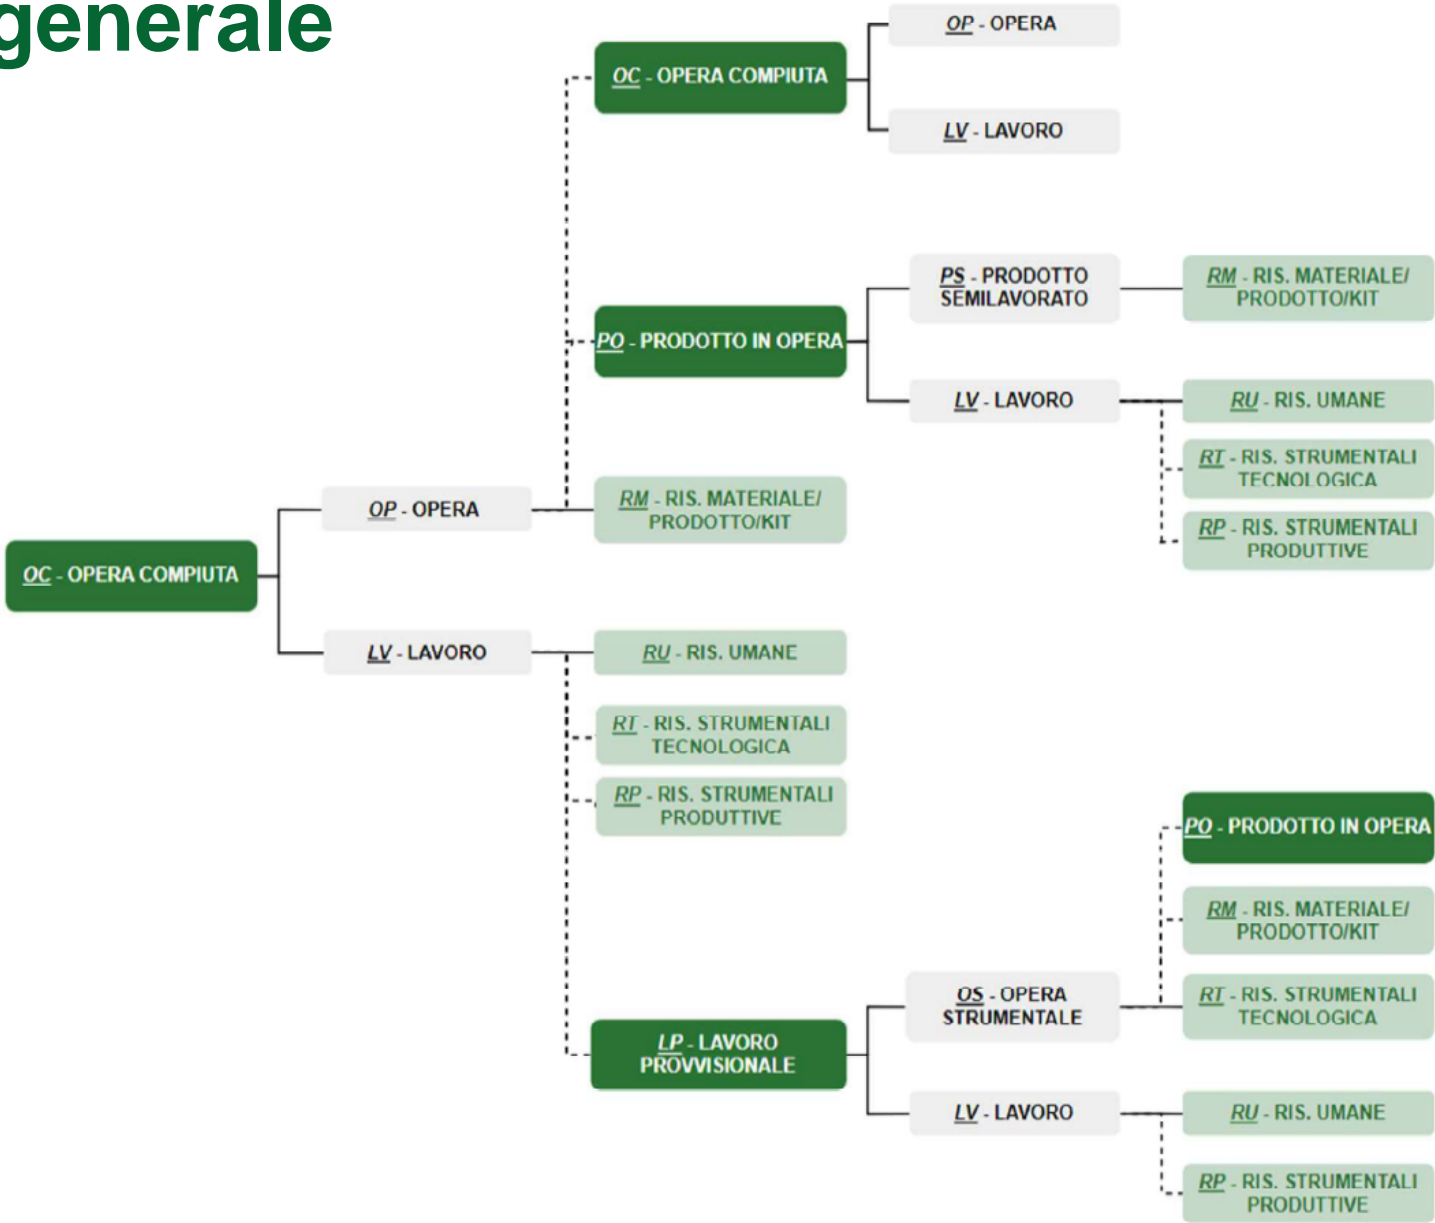 generale
OC - OPERA COMPIUTA
OP - OPERA
LV - LAVORO
PO - PRODOTTO IN OPERA
PS - PRODOTTO
SEMILAVORATO
RM - RIS. MATERIALE/
PRODOTTO/KIT
LV - LAVORO
RU - RIS. UMANE
RT - RIS. STRUMENTALI
TECNOLOGICA
RP - RIS. STRUMENTALI
PRODUTTIVE
OC - OPERA COMPIUTA
OP - OPERA
RM - RIS. MATERIALE/
PRODOTTO/KIT
LV - LAVORO
RU - RIS. UMANE
RT - RIS. STRUMENTALI
TECNOLOGICA
RP - RIS. STRUMENTALI
PRODUTTIVE
LP - LAVORO
PROVVISIONALE
OS - OPERA
STRUMENTALE
PO - PRODOTTO IN OPERA
RM - RIS. MATERIALE/
PRODOTTO/KIT
RT - RIS. STRUMENTALI
TECNOLOGICA
LV - LAVORO
RU - RIS. UMANE
RP - RIS. STRUMENTALI
PRODUTTIVE